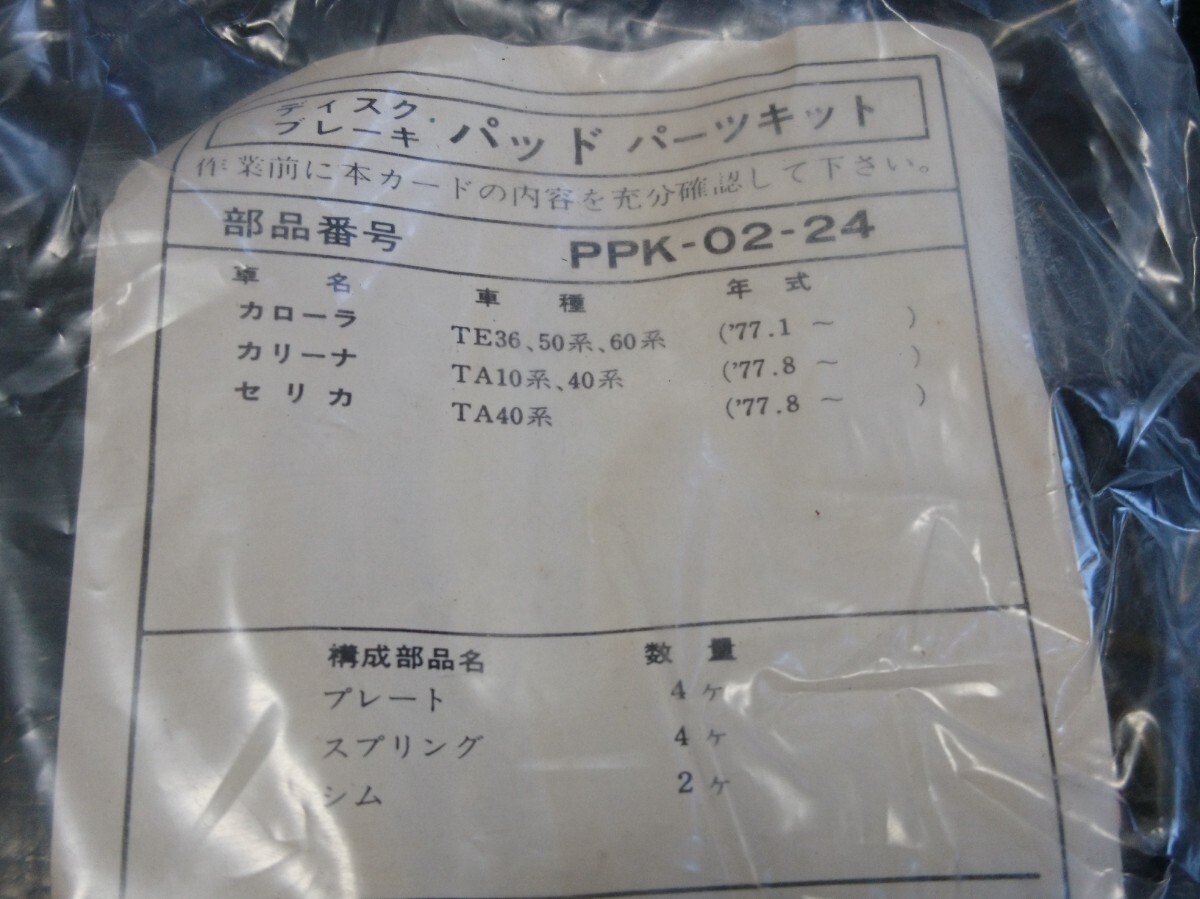 ディスク・
ブレーキ パッド パーツキット
作業前に本カードの内容を充分確認して下さい。
部品番号 PPK-02-24
車名 車種 年式
カローラ TE36、50系、60系 ('77.1 ～ )
カリーナ TA10系、40系 ('77.8 ～ )
セリカ TA40系 ('77.8 ～ )
構成部品名 数量
プレート 4ヶ
スプリング 4ヶ
シム 2ヶ